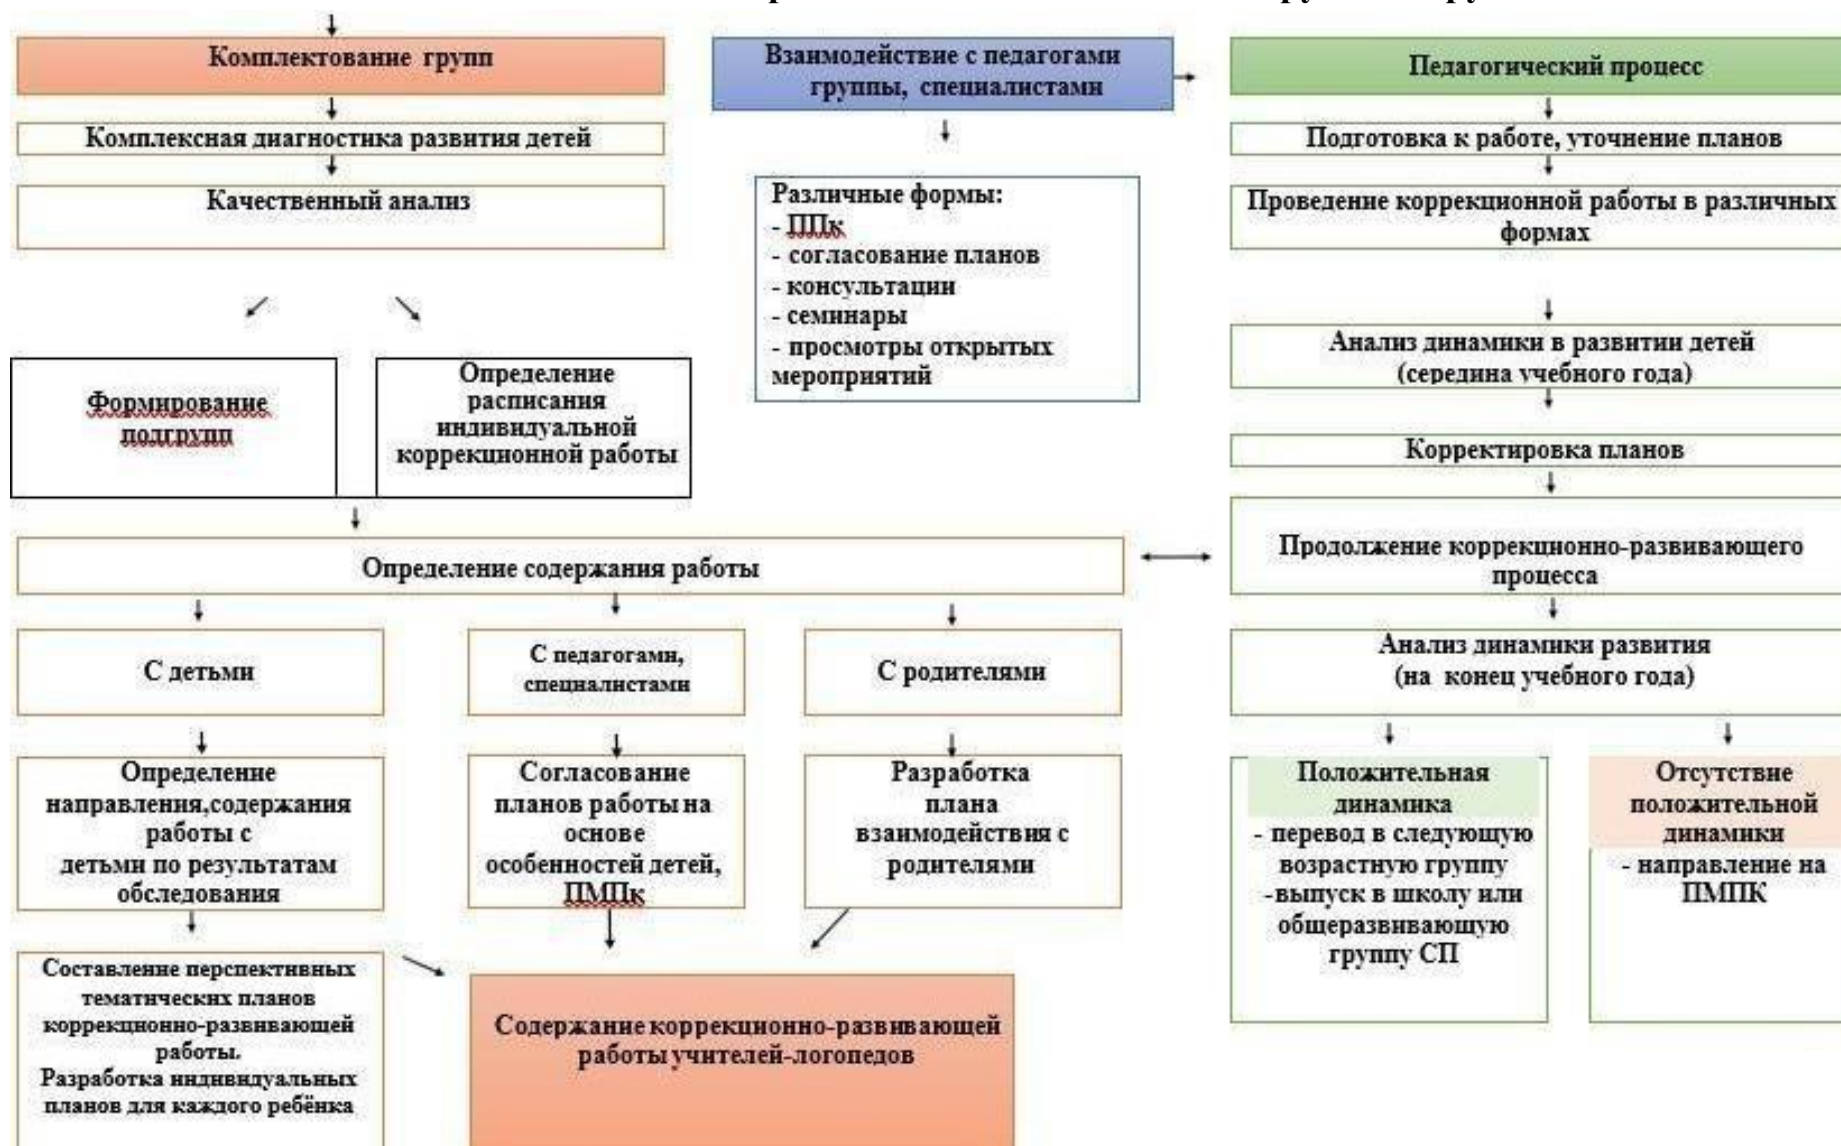 Комплектование групп
Комплексная диагностика развития детей
Качественный анализ
Формирование
подгрупп
Определение
расписания
индивидуальной
коррекционной работы
Взаимодействие с педагогами
группы, специалистами
Различные формы:
- ППк
- согласование планов
- консультации
- семинары
- просмотры открытых
мероприятий
Определение содержания работы
С детьми
С педагогами,
специалистами
С родителями
Определение
направления,содержания
работы с
детьми по результатам
обследования
Согласование
планов работы на
основе
особенностей детей,
ПМПк
Разработка
плана
взаимодействия с
родителями
Составление перспективных
тематических планов
коррекционно-развивающей
работы.
Разработка индивидуальных
планов для каждого ребёнка
Содержание коррекционно-развивающей
работы учителей-логопедов
Педагогический процесс
Подготовка к работе, уточнение планов
Проведение коррекционной работы в различных
формах
Анализ динамики в развитии детей
(середина учебного года)
Корректировка планов
Продолжение коррекционно-развивающего
процесса
Анализ динамики развития
(на конец учебного года)
Положительная
динамика
- перевод в следующую
возрастную группу
-выпуск в школу или
общеразвивающую
группу СП
Отсутствие
положительной
динамики
- направление на
ПМПК